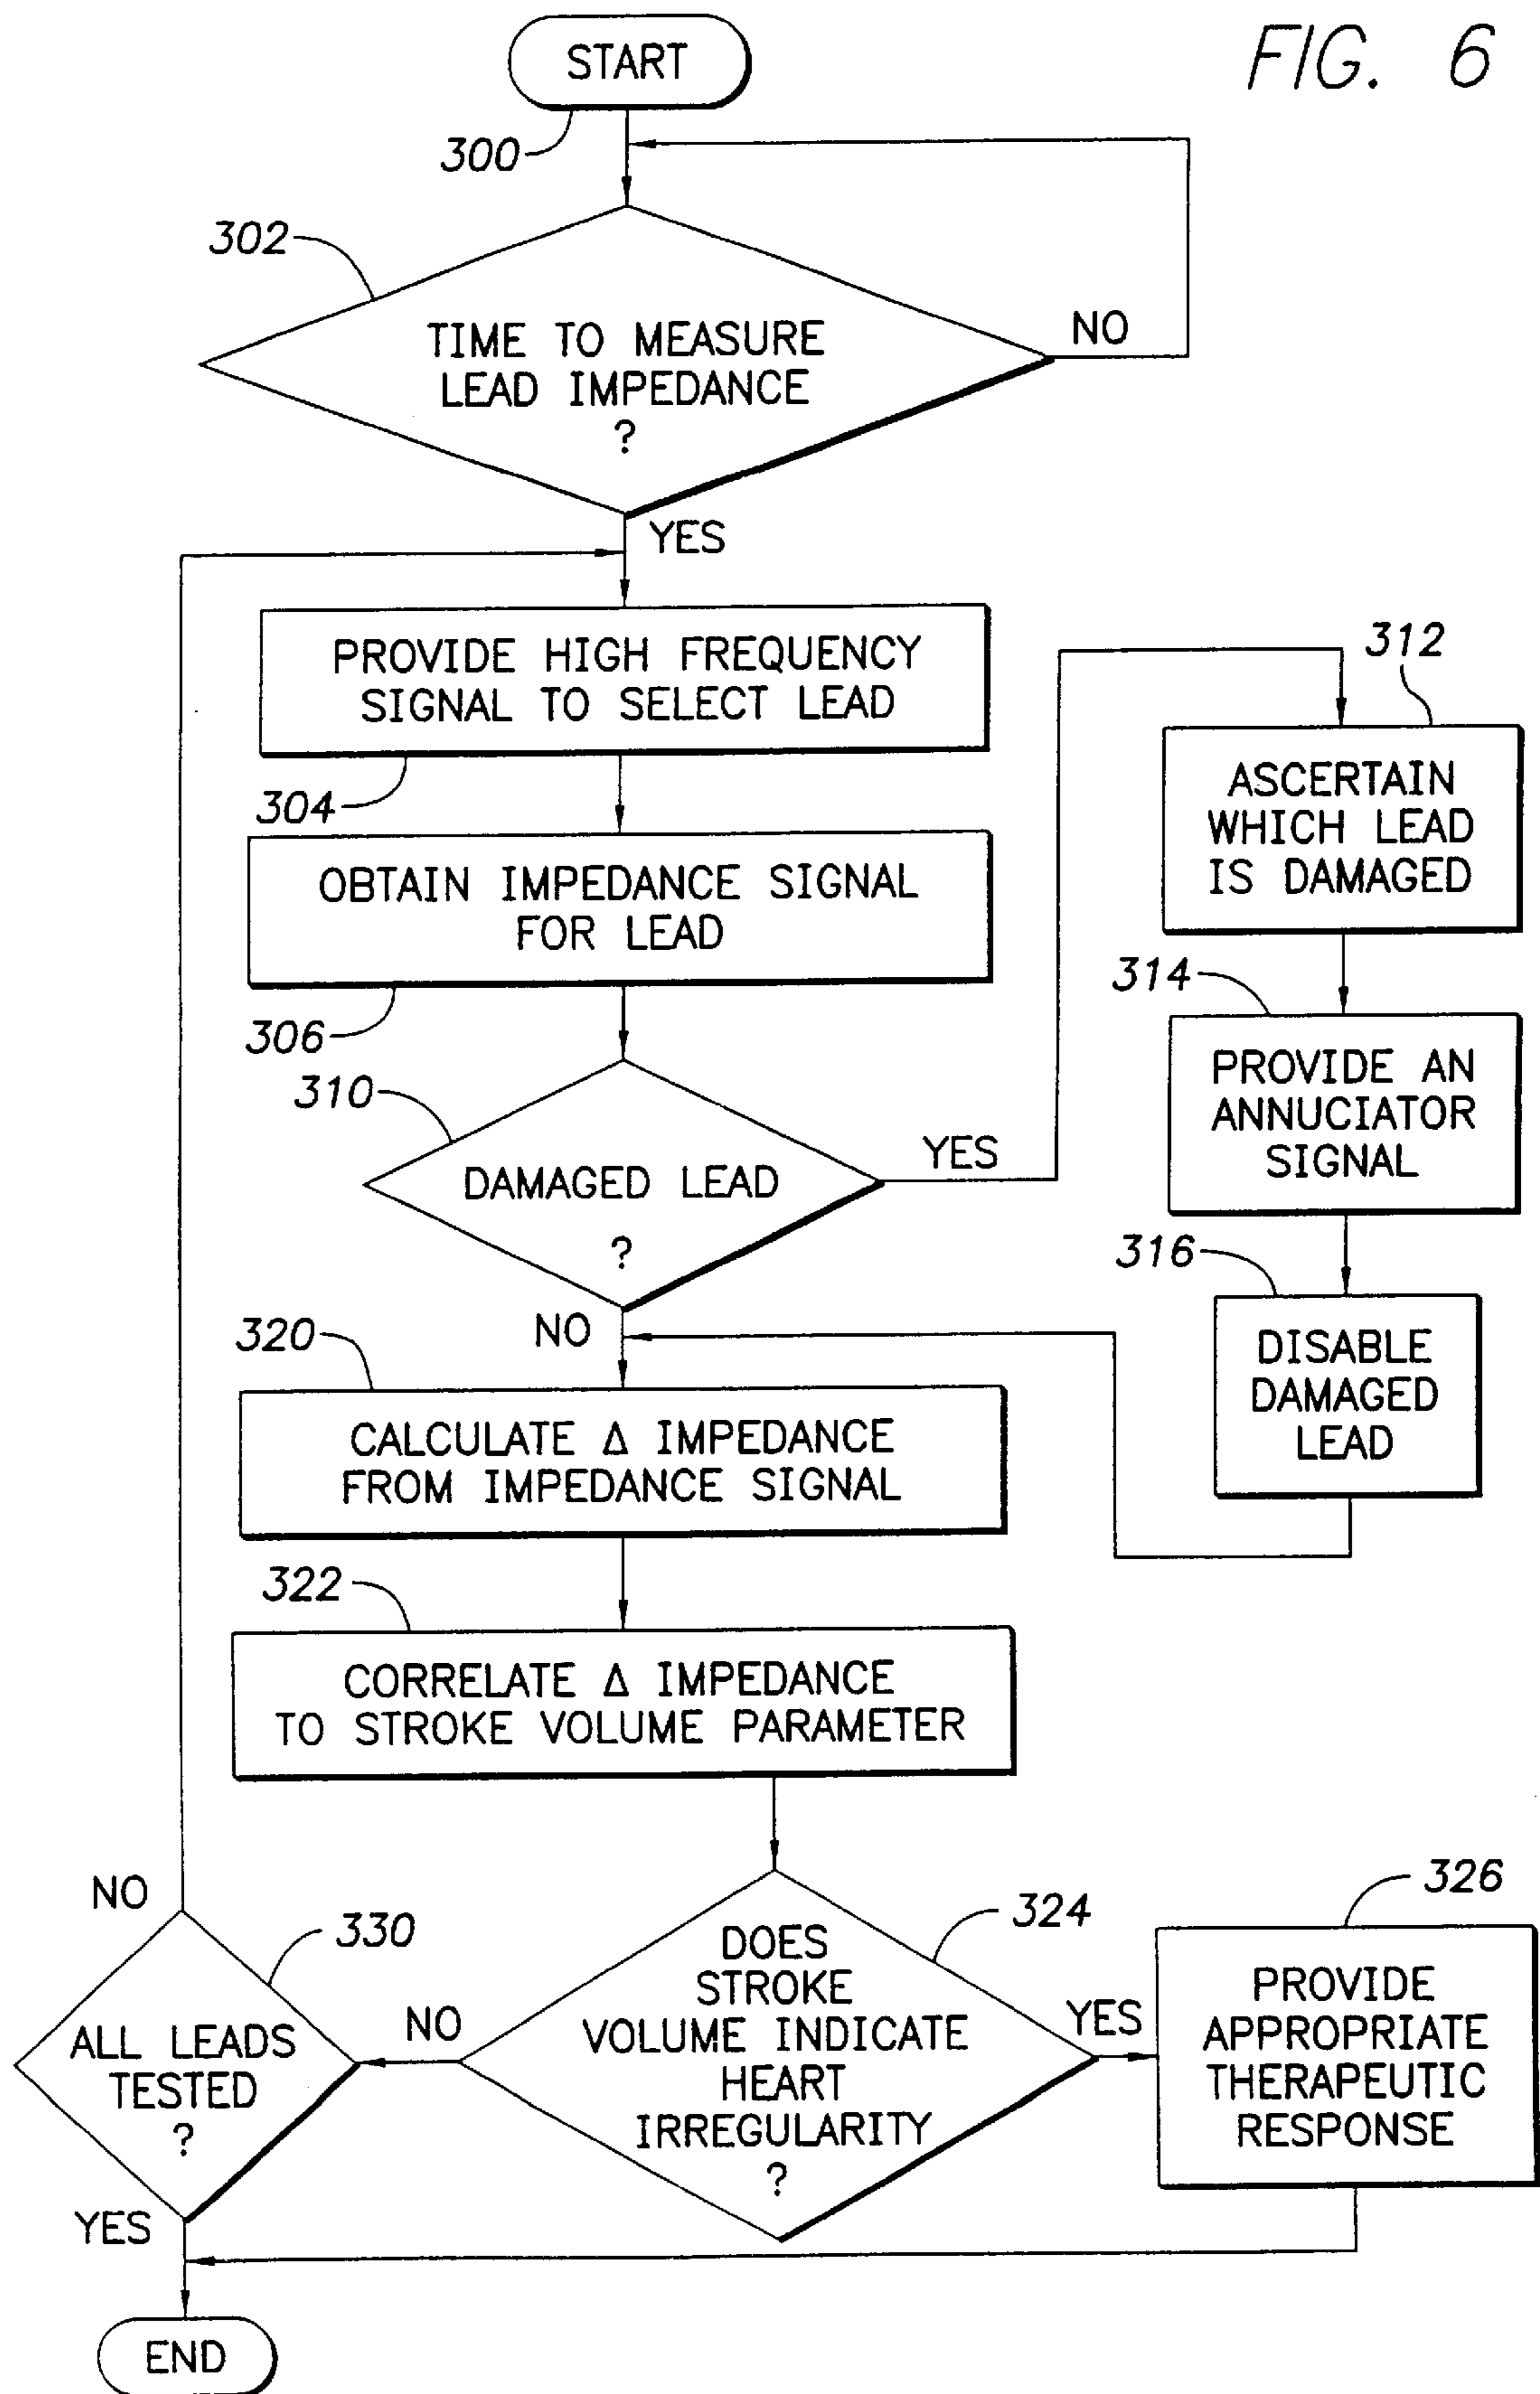 FIG. 6
START
300
302
TIME TO MEASURE
LEAD IMPEDANCE
?
NO
YES
PROVIDE HIGH FREQUENCY
SIGNAL TO SELECT LEAD
304
OBTAIN IMPEDANCE SIGNAL
FOR LEAD
306
310
DAMAGED LEAD
?
YES
NO
312
ASCERTAIN
WHICH LEAD
IS DAMAGED
314
PROVIDE AN
ANNUCIATOR
SIGNAL
316
DISABLE
DAMAGED
LEAD
320
CALCULATE Δ IMPEDANCE
FROM IMPEDANCE SIGNAL
322
CORRELATE Δ IMPEDANCE
TO STROKE VOLUME PARAMETER
324
DOES
STROKE
VOLUME INDICATE
HEART
IRREGULARITY
?
YES
NO
326
PROVIDE
APPROPRIATE
THERAPEUTIC
RESPONSE
330
ALL LEADS
TESTED
?
NO
YES
END